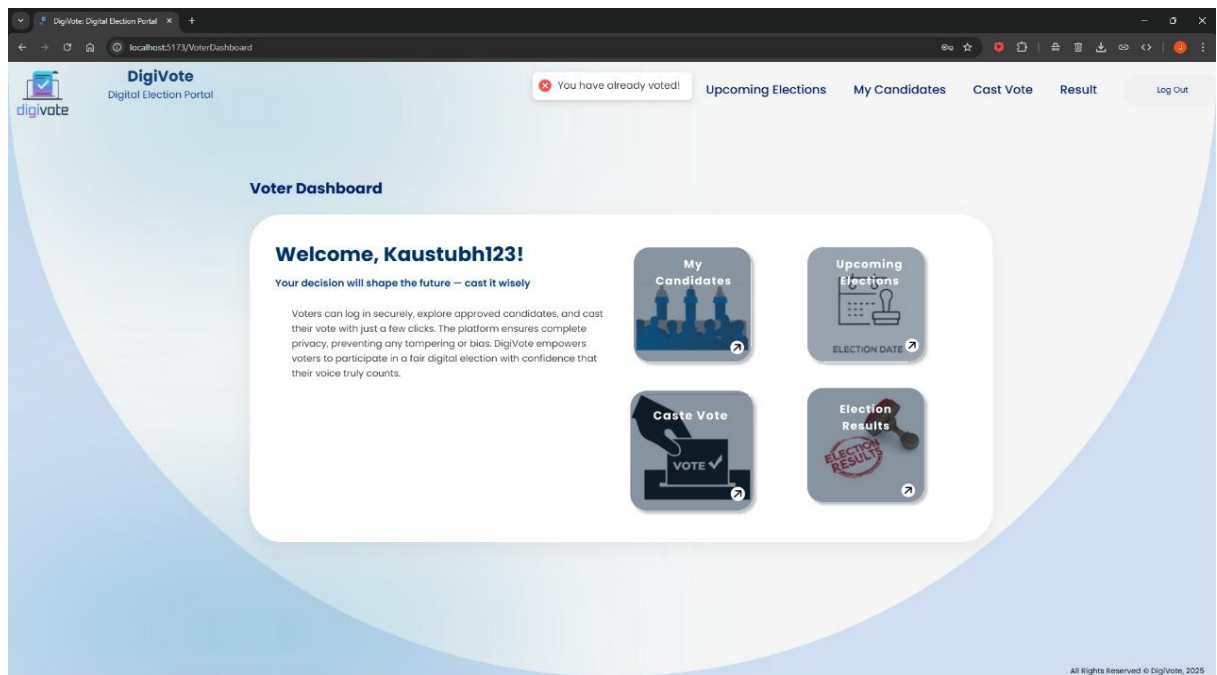 DigiVote: Digital Election Portal
localhost:5173/VoterDashboard
digivote
DigiVote
Digital Election Portal
You have already voted!
Upcoming Elections
My Candidates
Cast Vote
Result
Log Out
Voter Dashboard
Welcome, Kaustubh123!
Your decision will shape the future — cast it wisely
Voters can log in securely, explore approved candidates, and cast
their vote with just a few clicks. The platform ensures complete
privacy, preventing any tampering or bias. DigiVote empowers
voters to participate in a fair digital election with confidence that
their voice truly counts.
My
Candidates
Upcoming
Elections
ELECTION DATE
Caste Vote
VOTE
Election
Results
ELECTION
RESULTS
All Rights Reserved © DigiVote, 2025